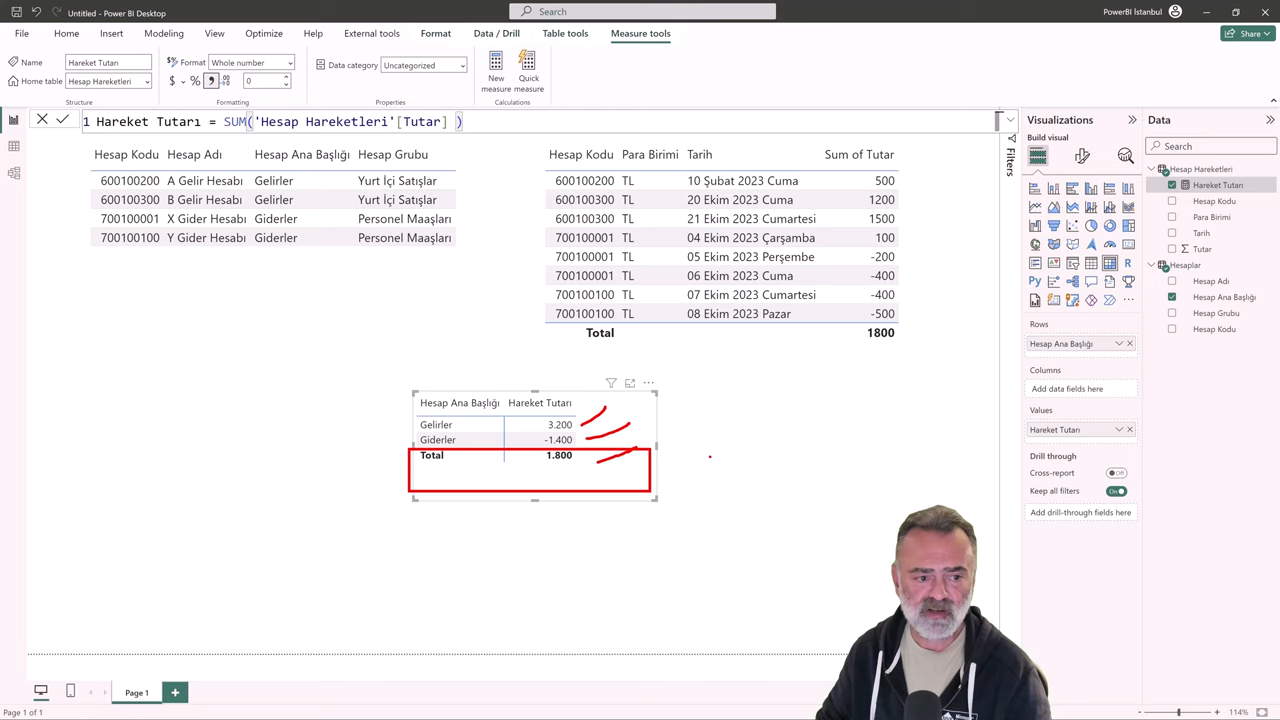 Untitled - Power BI Desktop
Search
PowerBI Istanbul
File Home Insert Modeling View Optimize Help External tools Format Data / Drill Table tools Measure tools
Share
Name Hareket Tutarı
Format Whole number
Data category Uncategorized
New measure
Quick measure
Home table Hesap Hareketleri
$ % 0
Structure Formatting Properties Calculations
1 Hareket Tutarı = SUM('Hesap Hareketleri'[Tutar] )
Hesap Kodu Hesap Adı Hesap Ana Başlığı Hesap Grubu
600100200 A Gelir Hesabı Gelirler Yurt İçi Satışlar
600100300 B Gelir Hesabı Gelirler Yurt İçi Satışlar
700100001 X Gider Hesabı Giderler Personel Maaşları
700100100 Y Gider Hesabı Giderler Personel Maaşları
Hesap Kodu Para Birimi Tarih Sum of Tutar
600100200 TL 10 Şubat 2023 Cuma 500
600100300 TL 20 Ekim 2023 Cuma 1200
600100300 TL 21 Ekim 2023 Cumartesi 1500
700100001 TL 04 Ekim 2023 Çarşamba 100
700100001 TL 05 Ekim 2023 Perşembe -200
700100001 TL 06 Ekim 2023 Cuma -400
700100100 TL 07 Ekim 2023 Cumartesi -400
700100100 TL 08 Ekim 2023 Pazar -500
Total 1800
Hesap Ana Başlığı Hareket Tutarı
Gelirler 3.200
Giderler -1.400
Total 1.800
Filters
Visualizations
Build visual
R
Py
Rows
Hesap Ana Başlığı
Columns
Add data fields here
Values
Hareket Tutarı
Drill through
Cross-report Off
Keep all filters On
Add drill-through fields here
Data
Search
Hesap Hareketleri
Hareket Tutarı
Hesap Kodu
Para Birimi
Tarih
Tutar
Hesaplar
Hesap Adı
Hesap Ana Başlığı
Hesap Grubu
Hesap Kodu
Page 1
Page 1 of 1
114%